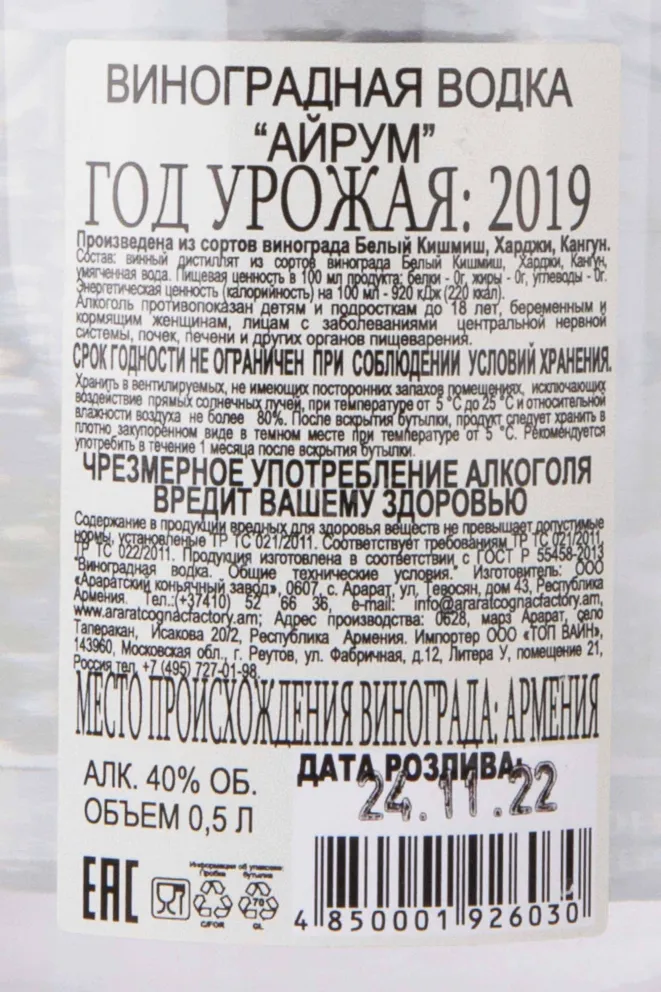 ВИНОГРАДНАЯ ВОДКА
“АЙРУМ”
ГОД УРОЖАЯ: 2019
Произведена из сортов винограда Белый Кишмиш, Харджи, Кангун.
Состав: винный дистиллят из сортов винограда Белый Кишмиш, Харджи, Кангун,
умягченная вода. Пищевая ценность в 100 мл продукта: белки - 0г, жиры - 0г, углеводы - 0г.
Энергетическая ценность (калорийность) на 100 мл - 920 кДж (220 ккал).
Алкоголь противопоказан детям и подросткам до 18 лет, беременным и
кормящим женщинам, лицам с заболеваниями центральной нервной
системы, почек, печени и других органов пищеварения.
СРОК ГОДНОСТИ НЕ ОГРАНИЧЕН ПРИ СОБЛЮДЕНИИ УСЛОВИЙ ХРАНЕНИЯ.
Хранить в вентилируемых, не имеющих посторонних запахов помещениях, исключающих
воздействие прямых солнечных лучей, при температуре от 5 °С до 25 °С и относительной
влажности воздуха не более 80%. После вскрытия бутылки, продукт следует хранить в
плотно закупоренном виде в темном месте при температуре от 5 °С. Рекомендуется
употребить в течение 1 месяца после вскрытия бутылки.
ЧРЕЗМЕРНОЕ УПОТРЕБЛЕНИЕ АЛКОГОЛЯ
ВРЕДИТ ВАШЕМУ ЗДОРОВЬЮ
Содержание в продукции вредных для здоровья веществ не превышает допустимые
нормы, установленые ТР ТС 021/2011. Соответствует требованиям ТР ТС 021/2011,
ТР ТС 022/2011. Продукция изготовлена в соответствии с ГОСТ Р 55458-2013
"Виноградная водка. Общие технические условия." Изготовитель: ООО
«Араратский коньячный завод», 0607, с. Арарат, ул, Тевосян, дом 43, Республика
Армения. Тел.:(+37410) 52 66 36, e-mail: info@araratcognacfactory.am,
www.araratcognacfactory.am; Адрес производства: 0628, марз Арарат, село
Таперакан, Исакова 20/2, Республика Армения. Импортер ООО «ТОП ВАЙН»,
143960, Московская обл., г. Реутов, ул. Фабричная, д.12, Литера У, помещение 21,
Россия тел. +7 (495) 727-01-98.
МЕСТО ПРОИСХОЖДЕНИЯ ВИНОГРАДА: АРМЕНИЯ
АЛК. 40% ОБ.
ОБЪЕМ 0,5 Л
ДАТА РОЗЛИВА:
24.11.22
EAC
Информация об упаковке:
Пробка бутылка
C/FOR
70
GL
4 850001 926030